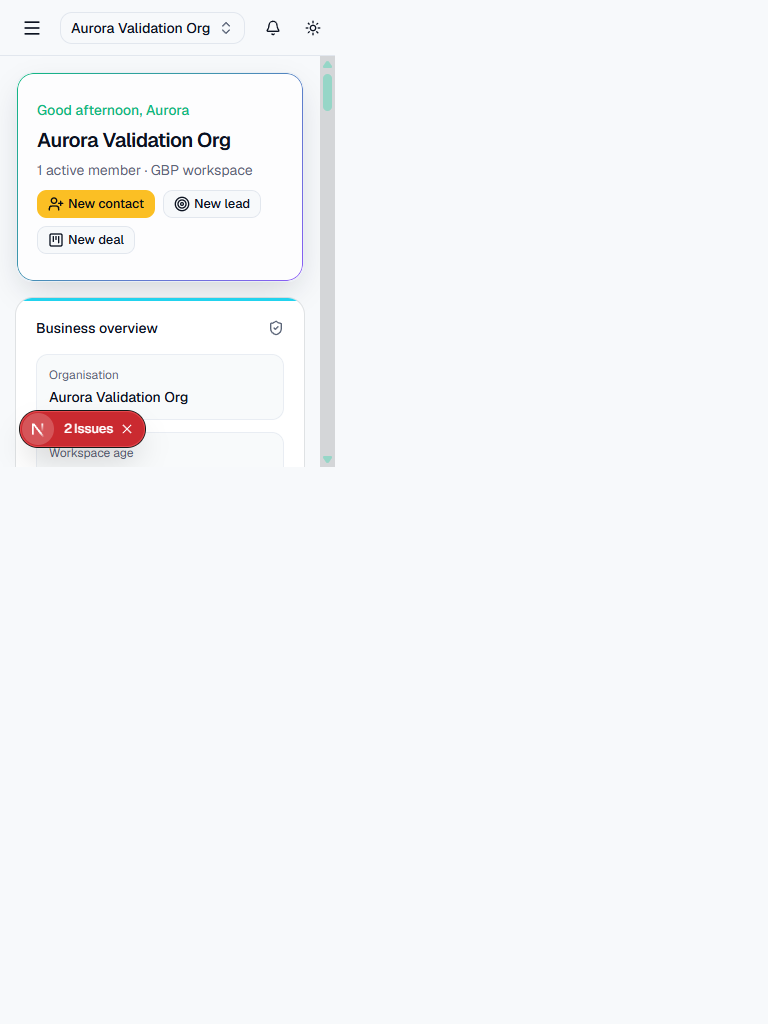 Aurora Validation Org
Good afternoon, Aurora
Aurora Validation Org
1 active member · GBP workspace
New contact
New lead
New deal
Business overview
Organisation
Aurora Validation Org
N 2 Issues
Workspace age